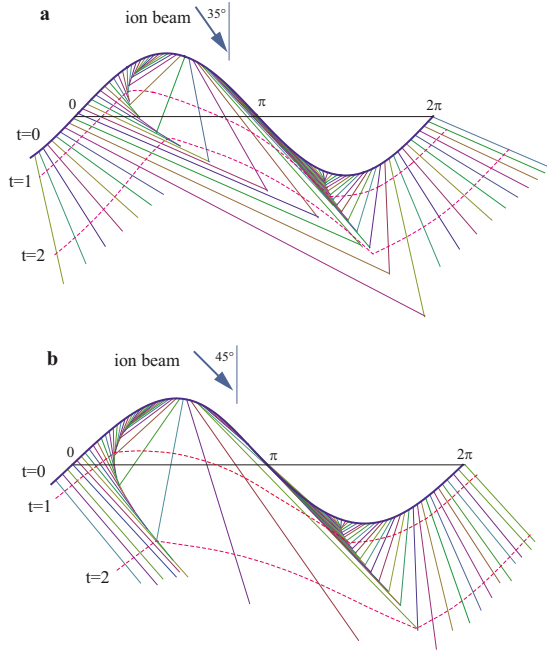 a
ion beam
35°
0
π
2π
t=0
t=1
t=2
b
ion beam
45°
0
π
2π
t=0
t=1
t=2